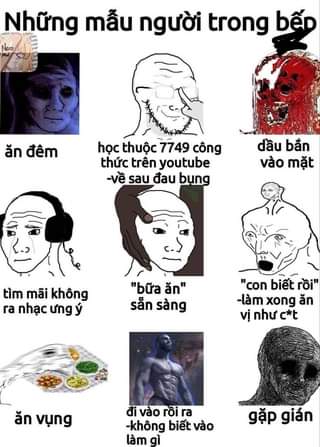 Những mẫu người trong bếp
ăn đêm
học thuộc 7749 công
thức trên youtube
-về sau đau bụng
dầu bắn
vào mặt
tìm mãi không
ra nhạc ưng ý
"bữa ăn"
sẵn sàng
"con biết rồi"
-làm xong ăn
vị như c*t
ăn vụng
đi vào rồi ra
-không biết vào
làm gì
gặp gián